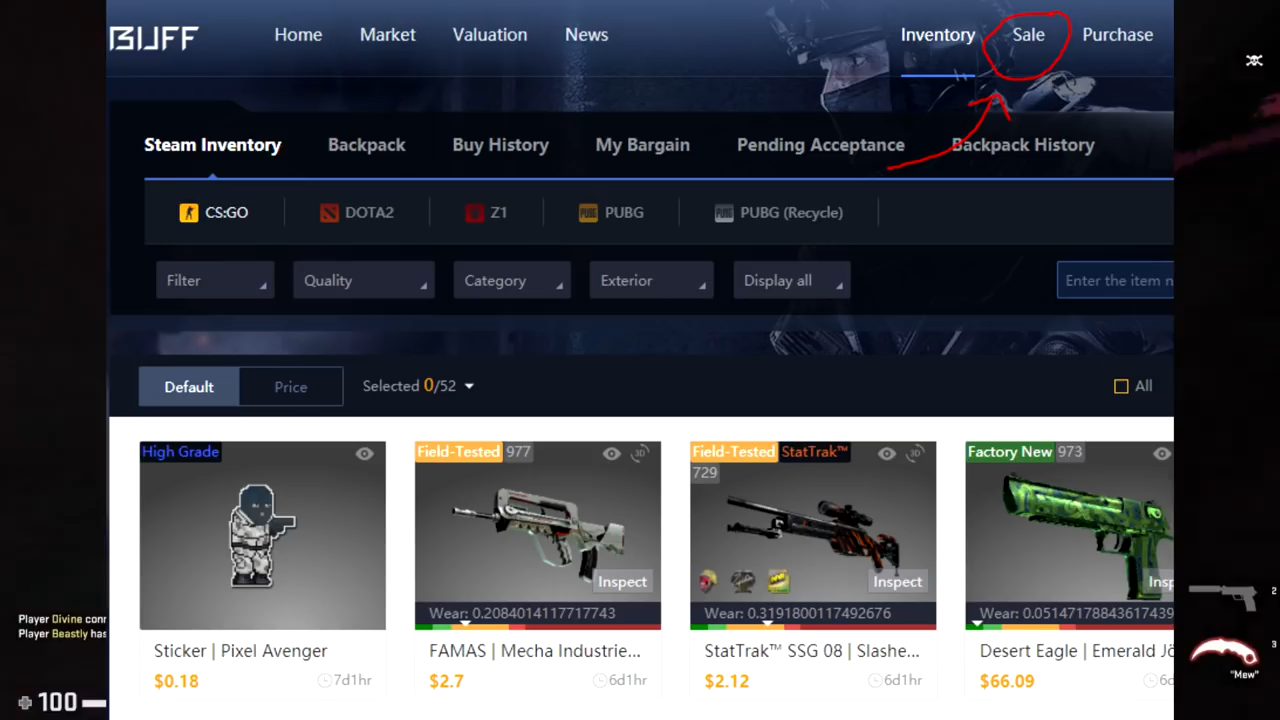 BUFF Home Market Valuation News Inventory Sale Purchase
Steam Inventory Backpack Buy History My Bargain Pending Acceptance Backpack History
CS:GO DOTA2 Z1 PUBG PUBG (Recycle)
Filter Quality Category Exterior Display all Enter the item n
Default Price Selected 0/52 All
High Grade Field-Tested 977 Field-Tested StatTrak™ Factory New 973
729
Inspect Inspect Insp
Wear: 0.2084014117717743 Wear: 0.3191800117492676 Wear: 0.05147178843617439
Player Divine conn
Player Beastly has
Sticker | Pixel Avenger FAMAS | Mecha Industrie... StatTrak™ SSG 08 | Slashe... Desert Eagle | Emerald Jö
$0.18 7d1hr $2.7 6d1hr $2.12 6d1hr $66.09 6d
100
2
3
"Mew"